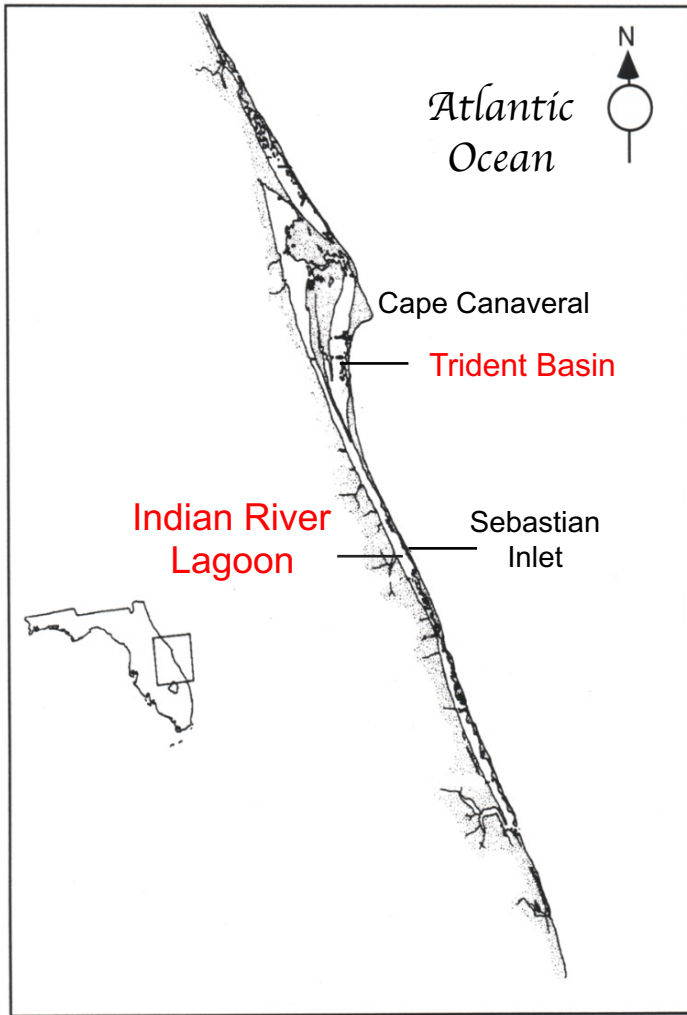 N
Atlantic
Ocean
Cape Canaveral
Trident Basin
Indian River
Lagoon
Sebastian
Inlet